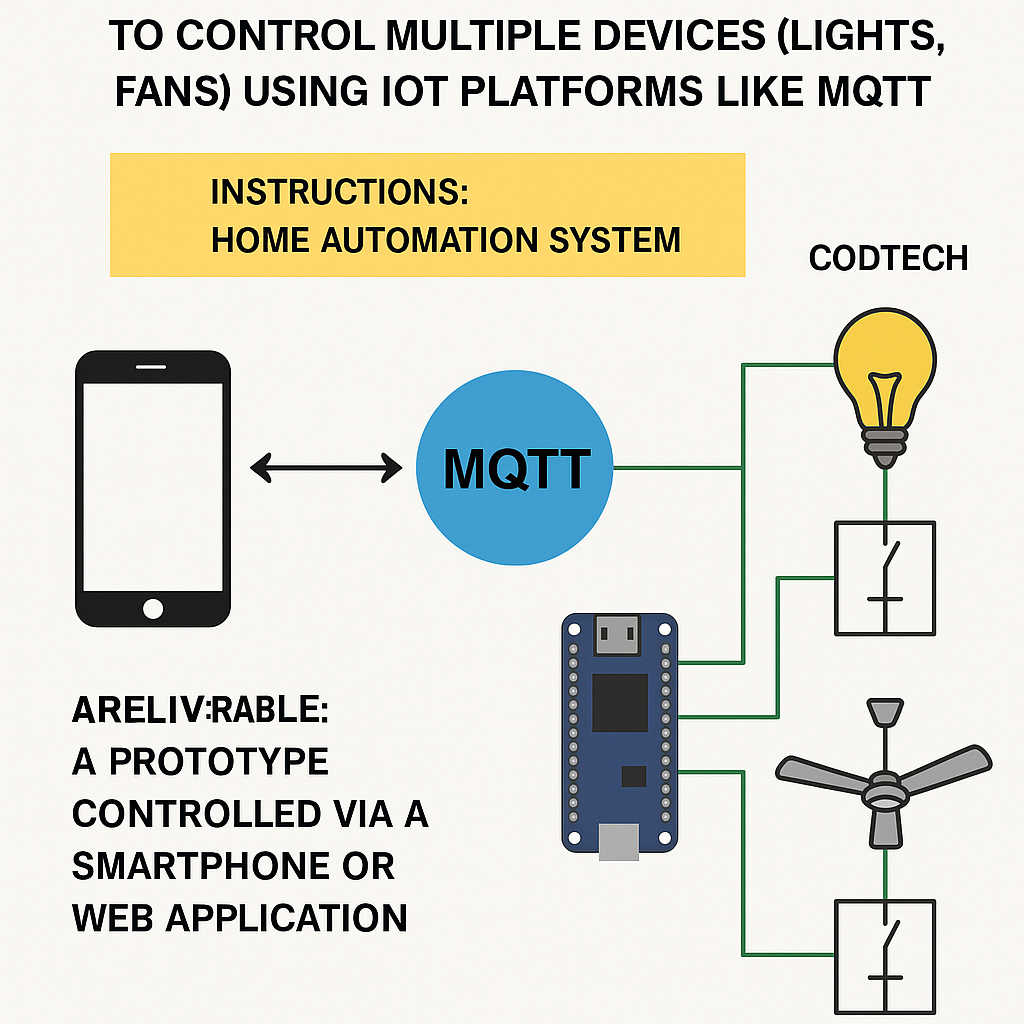 TO CONTROL MULTIPLE DEVICES (LIGHTS,
FANS) USING IOT PLATFORMS LIKE MQTT
INSTRUCTIONS:
HOME AUTOMATION SYSTEM
CODTECH
MQTT
ARELIV:RABLE:
A PROTOTYPE
CONTROLLED VIA A
SMARTPHONE OR
WEB APPLICATION